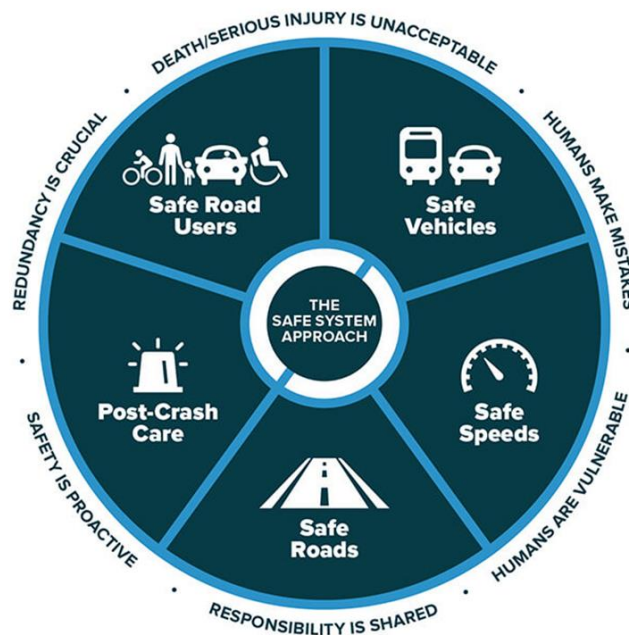 DEATH/SERIOUS INJURY IS UNACCEPTABLE
HUMANS MAKE MISTAKES
HUMANS ARE VULNERABLE
RESPONSIBILITY IS SHARED
SAFETY IS PROACTIVE
REDUNDANCY IS CRUCIAL
Safe Road
Users
Safe
Vehicles
Safe
Speeds
Safe
Roads
Post-Crash
Care
THE
SAFE SYSTEM
APPROACH